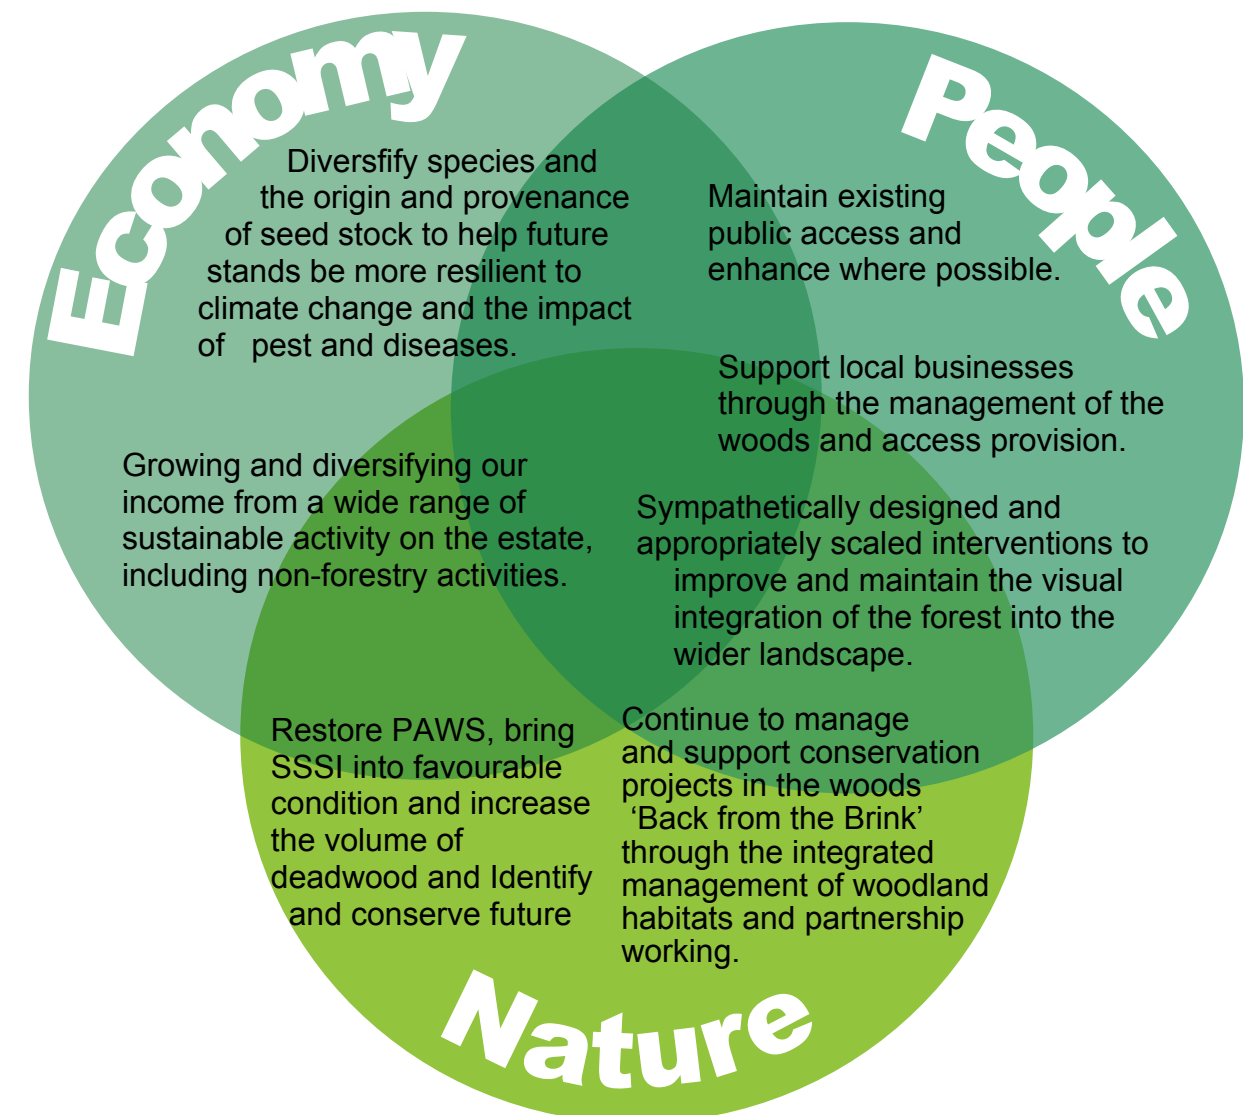 Economy
Diversfify species and
the origin and provenance
of seed stock to help future
stands be more resilient to
climate change and the impact
of pest and diseases.
Growing and diversifying our
income from a wide range of
sustainable activity on the estate,
including non-forestry activities.
People
Maintain existing
public access and
enhance where possible.
Support local businesses
through the management of the
woods and access provision.
Sympathetically designed and
appropriately scaled interventions to
improve and maintain the visual
integration of the forest into the
wider landscape.
Restore PAWS, bring
SSSI into favourable
condition and increase
the volume of
deadwood and Identify
and conserve future
Continue to manage
and support conservation
projects in the woods
‘Back from the Brink’
through the integrated
management of woodland
habitats and partnership
working.
Nature